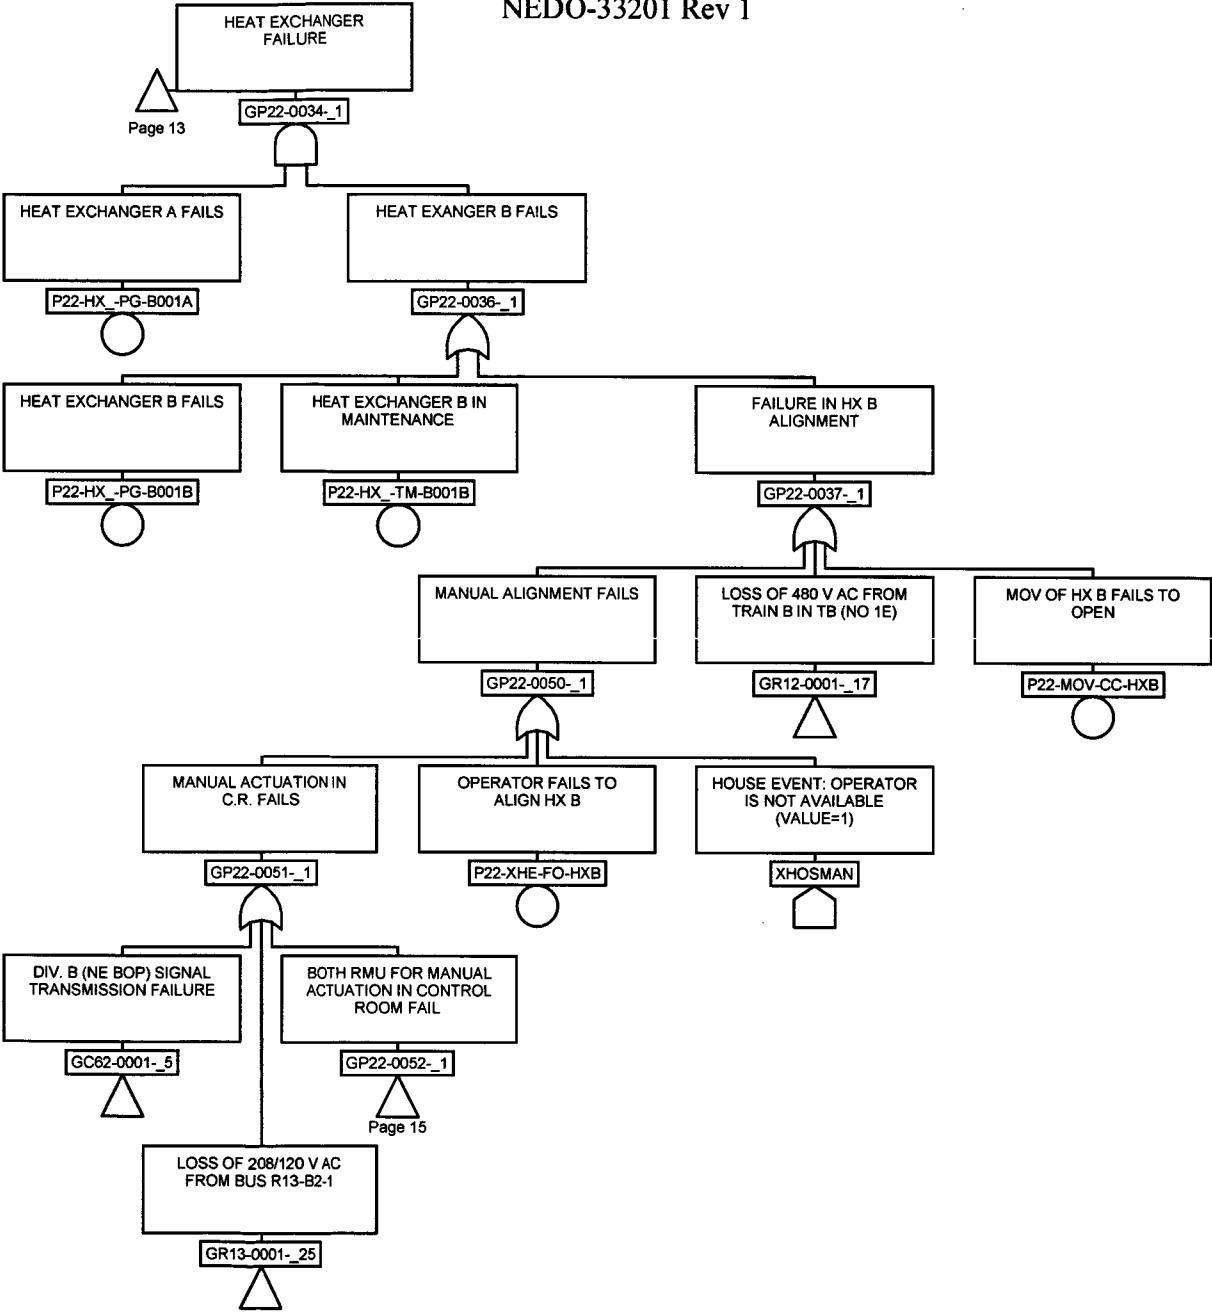 NEDO-33201 Rev 1
HEAT EXCHANGER
FAILURE
Page 13
GP22-0034-_1
HEAT EXCHANGER A FAILS
HEAT EXANGER B FAILS
P22-HX_-PG-B001A
GP22-0036-_1
HEAT EXCHANGER B FAILS
HEAT EXCHANGER B IN
MAINTENANCE
FAILURE IN HX B
ALIGNMENT
P22-HX_-PG-B001B
P22-HX_-TM-B001B
GP22-0037-_1
MANUAL ALIGNMENT FAILS
LOSS OF 480 V AC FROM
TRAIN B IN TB (NO 1E)
MOV OF HX B FAILS TO
OPEN
GP22-0050-_1
GR12-0001-_17
P22-MOV-CC-HXB
MANUAL ACTUATION IN
C.R. FAILS
OPERATOR FAILS TO
ALIGN HX B
HOUSE EVENT: OPERATOR
IS NOT AVAILABLE
(VALUE=1)
GP22-0051-_1
P22-XHE-FO-HXB
XHOSMAN
DIV. B (NE BOP) SIGNAL
TRANSMISSION FAILURE
BOTH RMU FOR MANUAL
ACTUATION IN CONTROL
ROOM FAIL
GC62-0001-_5
GP22-0052-_1
Page 15
LOSS OF 208/120 V AC
FROM BUS R13-B2-1
GR13-0001-_25